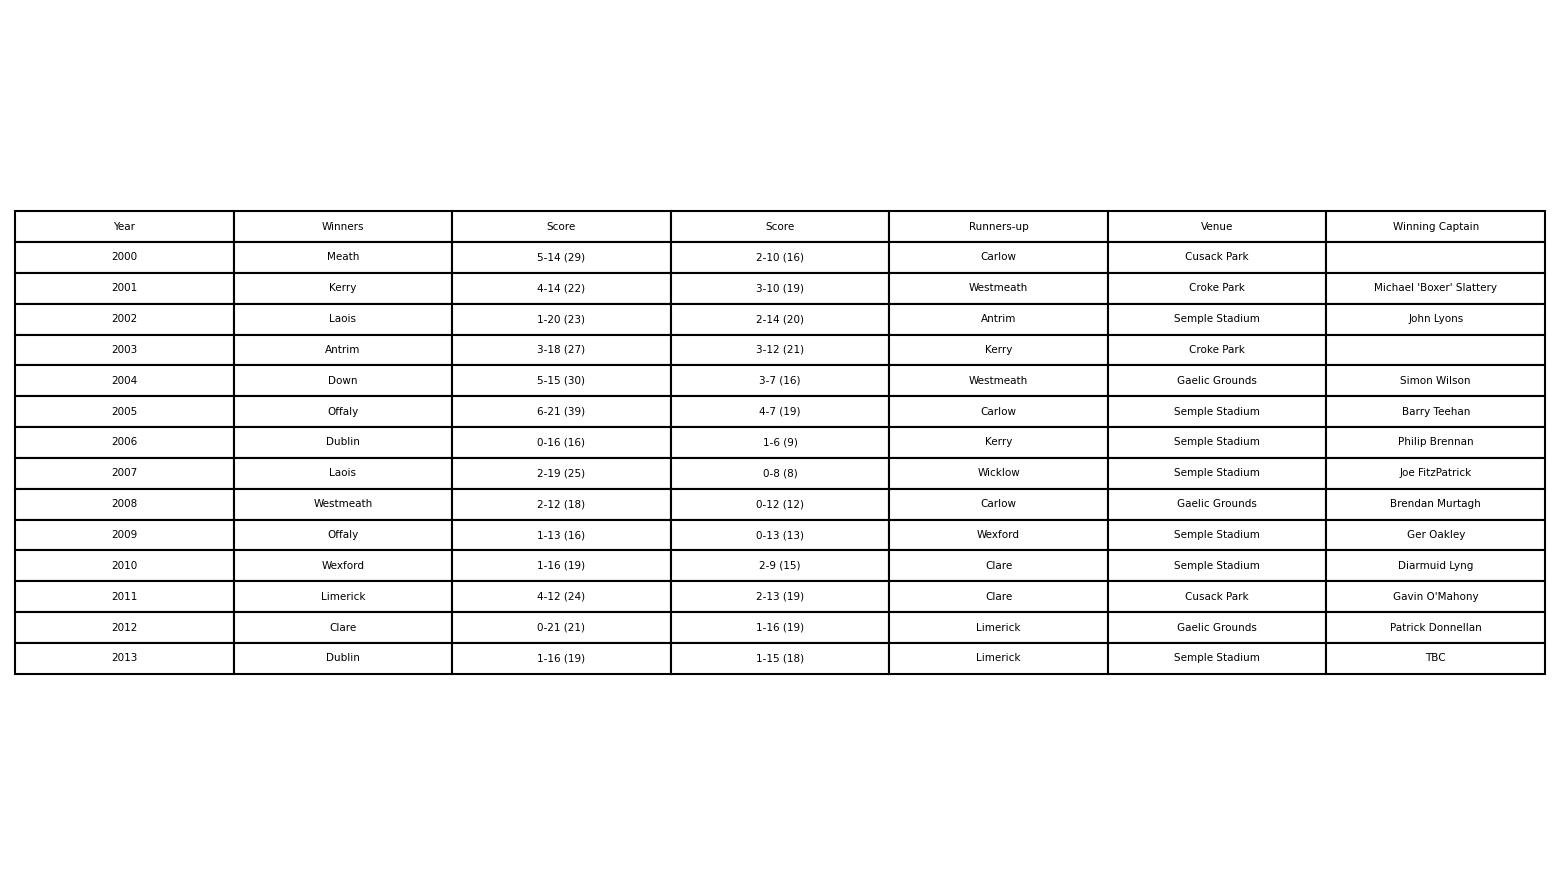 Year Winners Score Score Runners-up Venue Winning Captain
2000 Meath 5-14 (29) 2-10 (16) Carlow Cusack Park
2001 Kerry 4-14 (22) 3-10 (19) Westmeath Croke Park Michael 'Boxer' Slattery
2002 Laois 1-20 (23) 2-14 (20) Antrim Semple Stadium John Lyons
2003 Antrim 3-18 (27) 3-12 (21) Kerry Croke Park
2004 Down 5-15 (30) 3-7 (16) Westmeath Gaelic Grounds Simon Wilson
2005 Offaly 6-21 (39) 4-7 (19) Carlow Semple Stadium Barry Teehan
2006 Dublin 0-16 (16) 1-6 (9) Kerry Semple Stadium Philip Brennan
2007 Laois 2-19 (25) 0-8 (8) Wicklow Semple Stadium Joe FitzPatrick
2008 Westmeath 2-12 (18) 0-12 (12) Carlow Gaelic Grounds Brendan Murtagh
2009 Offaly 1-13 (16) 0-13 (13) Wexford Semple Stadium Ger Oakley
2010 Wexford 1-16 (19) 2-9 (15) Clare Semple Stadium Diarmuid Lyng
2011 Limerick 4-12 (24) 2-13 (19) Clare Cusack Park Gavin O'Mahony
2012 Clare 0-21 (21) 1-16 (19) Limerick Gaelic Grounds Patrick Donnellan
2013 Dublin 1-16 (19) 1-15 (18) Limerick Semple Stadium TBC